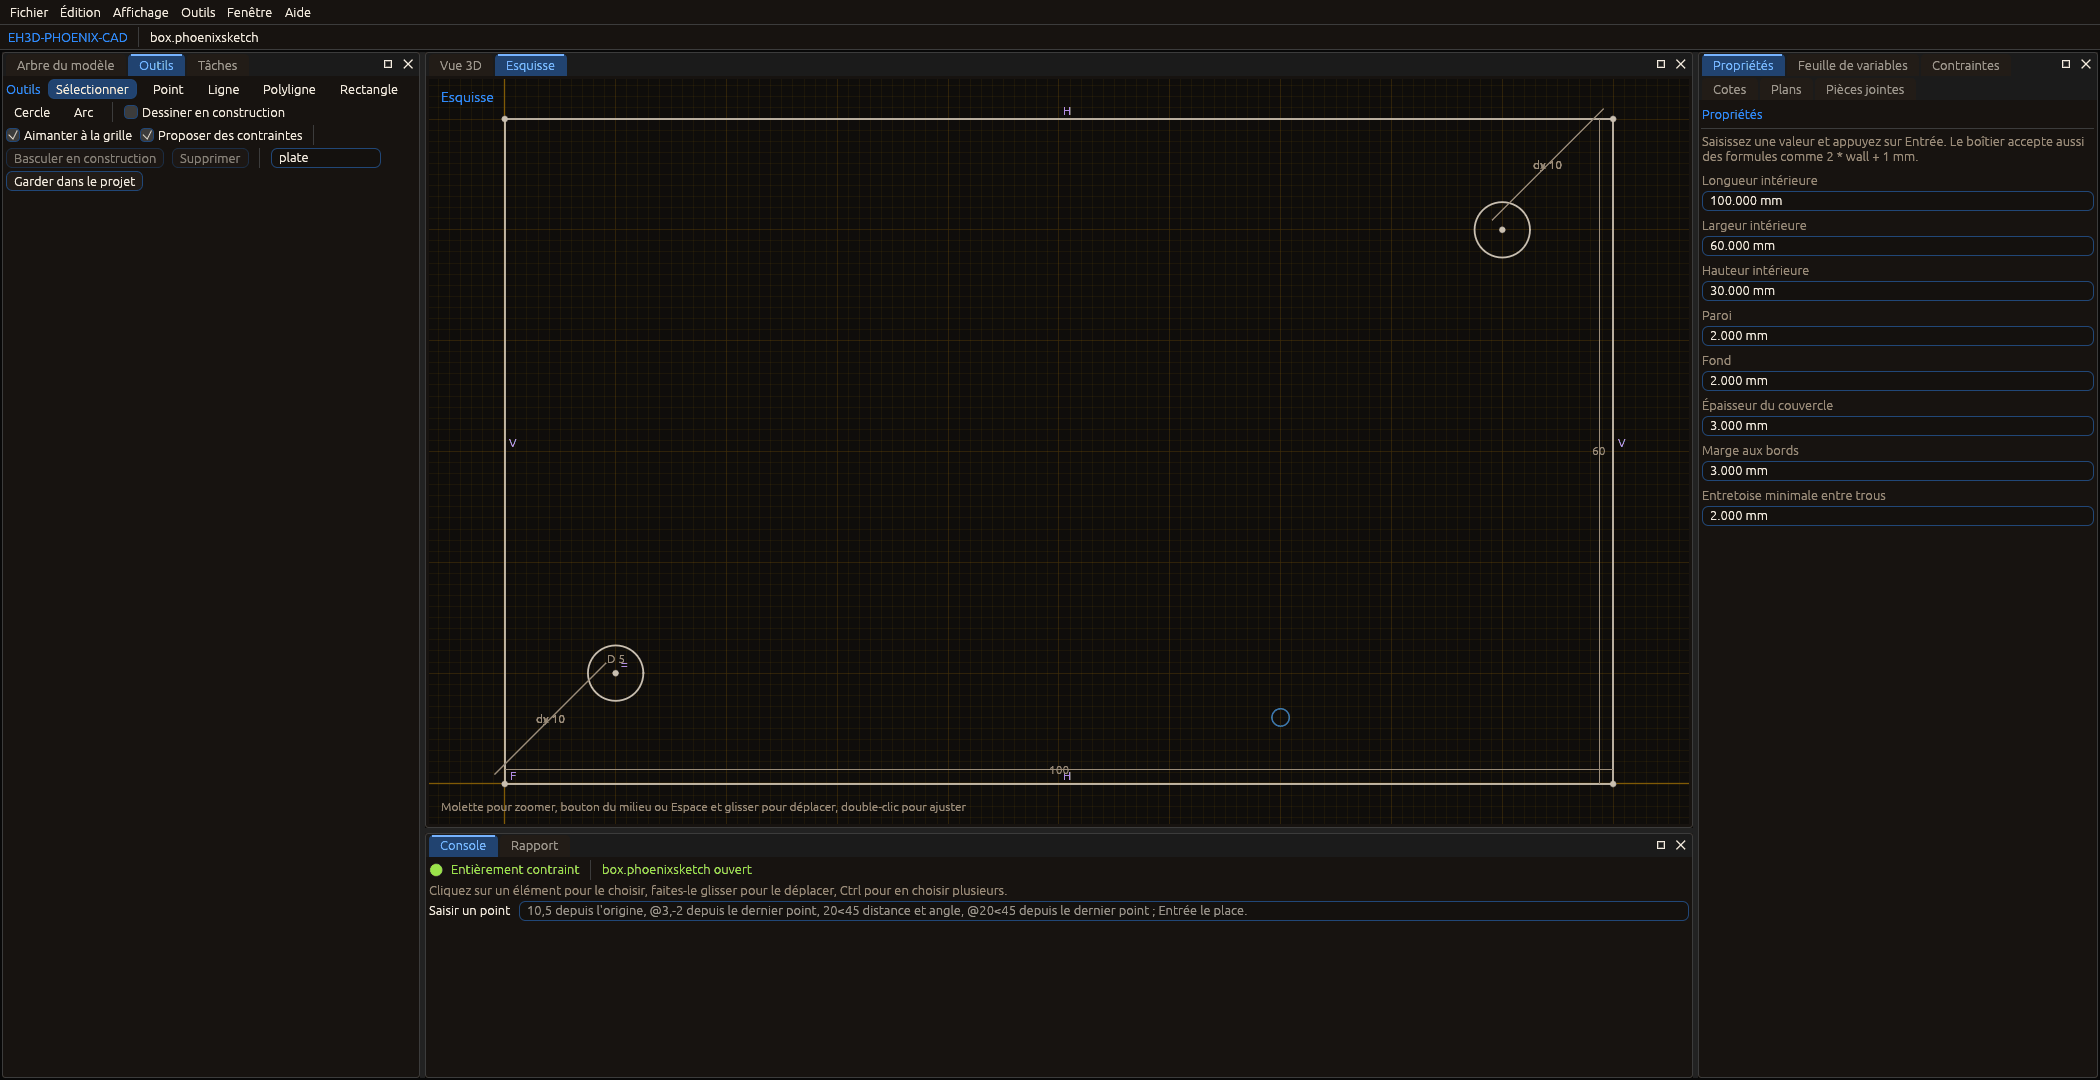 Fichier Édition Affichage Outils Fenêtre Aide
EH3D-PHOENIX-CAD box.phoenixsketch
Arbre du modèle Outils Tâches
Outils Sélectionner Point Ligne Polyligne Rectangle
Cercle Arc Dessiner en construction
Aimanter à la grille Proposer des contraintes
Basculer en construction Supprimer plate
Garder dans le projet
Vue 3D Esquisse
Esquisse
H
10
V
60
V
D 5
=
10
F
100
H
Molette pour zoomer, bouton du milieu ou Espace et glisser pour déplacer, double-clic pour ajuster
Console Rapport
Entièrement contraint box.phoenixsketch ouvert
Cliquez sur un élément pour le choisir, faites-le glisser pour le déplacer, Ctrl pour en choisir plusieurs.
Saisir un point 10,5 depuis l'origine, @3,-2 depuis le dernier point, 20<45 distance et angle, @20<45 depuis le dernier point ; Entrée le place.
Propriétés Feuille de variables Contraintes
Cotes Plans Pièces jointes
Propriétés
Saisissez une valeur et appuyez sur Entrée. Le boîtier accepte aussi
des formules comme 2 * wall + 1 mm.
Longueur intérieure
100.000 mm
Largeur intérieure
60.000 mm
Hauteur intérieure
30.000 mm
Paroi
2.000 mm
Fond
2.000 mm
Épaisseur du couvercle
3.000 mm
Marge aux bords
3.000 mm
Entretoise minimale entre trous
2.000 mm